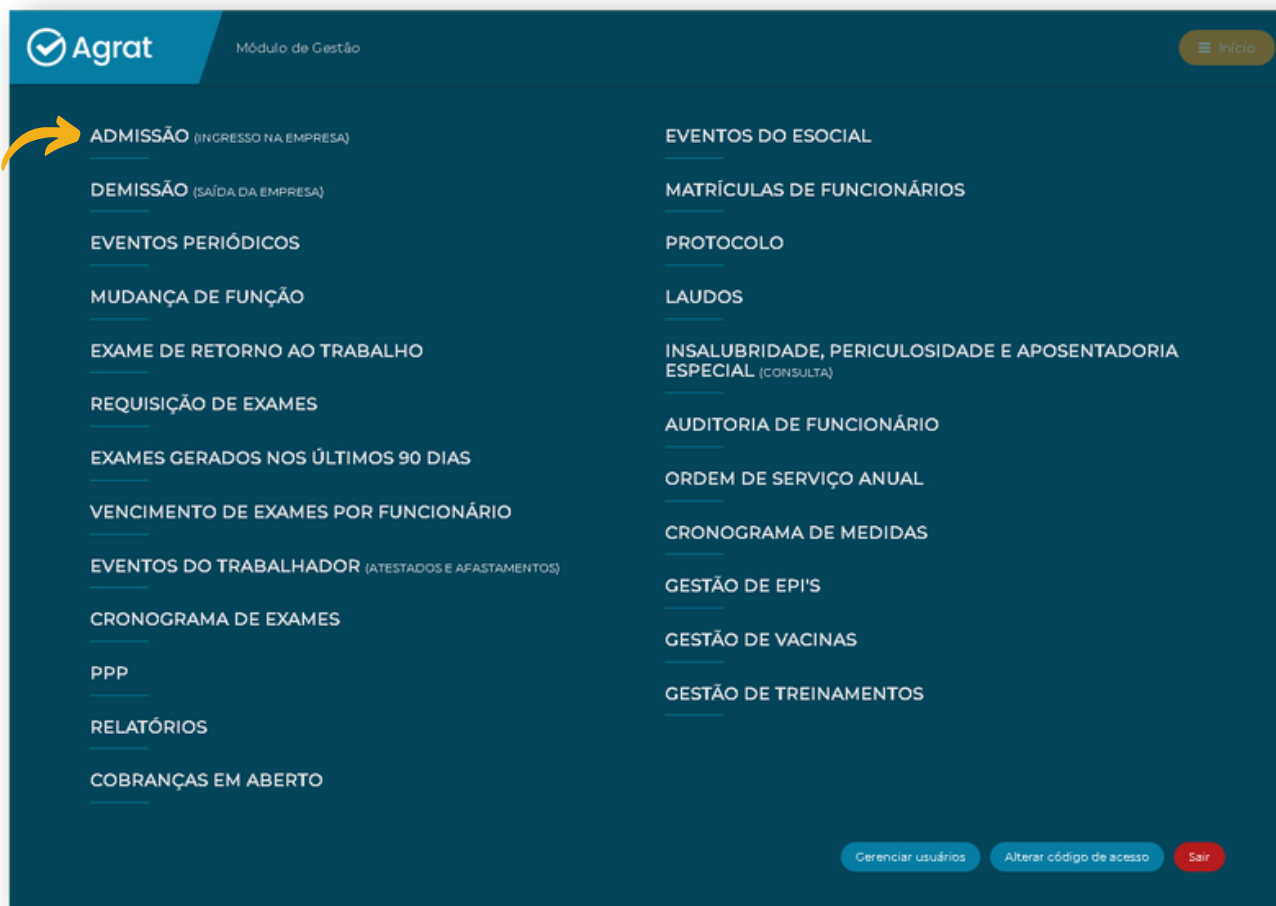 Agrat
Módulo de Gestão
Início
ADMISSÃO (INGRESSO NA EMPRESA)
DEMISSÃO (SAÍDA DA EMPRESA)
EVENTOS PERIÓDICOS
MUDANÇA DE FUNÇÃO
EXAME DE RETORNO AO TRABALHO
REQUISIÇÃO DE EXAMES
EXAMES GERADOS NOS ÚLTIMOS 90 DIAS
VENCIMENTO DE EXAMES POR FUNCIONÁRIO
EVENTOS DO TRABALHADOR (ATESTADOS E AFASTAMENTOS)
CRONOGRAMA DE EXAMES
PPP
RELATÓRIOS
COBRANÇAS EM ABERTO
EVENTOS DO ESOCIAL
MATRÍCULAS DE FUNCIONÁRIOS
PROTOCOLO
LAUDOS
INSALUBRIDADE, PERICULOSIDADE E APOSENTADORIA
ESPECIAL (CONSULTA)
AUDITORIA DE FUNCIONÁRIO
ORDEM DE SERVIÇO ANUAL
CRONOGRAMA DE MEDIDAS
GESTÃO DE EPI'S
GESTÃO DE VACINAS
GESTÃO DE TREINAMENTOS
Gerenciar usuários
Alterar código de acesso
Sair